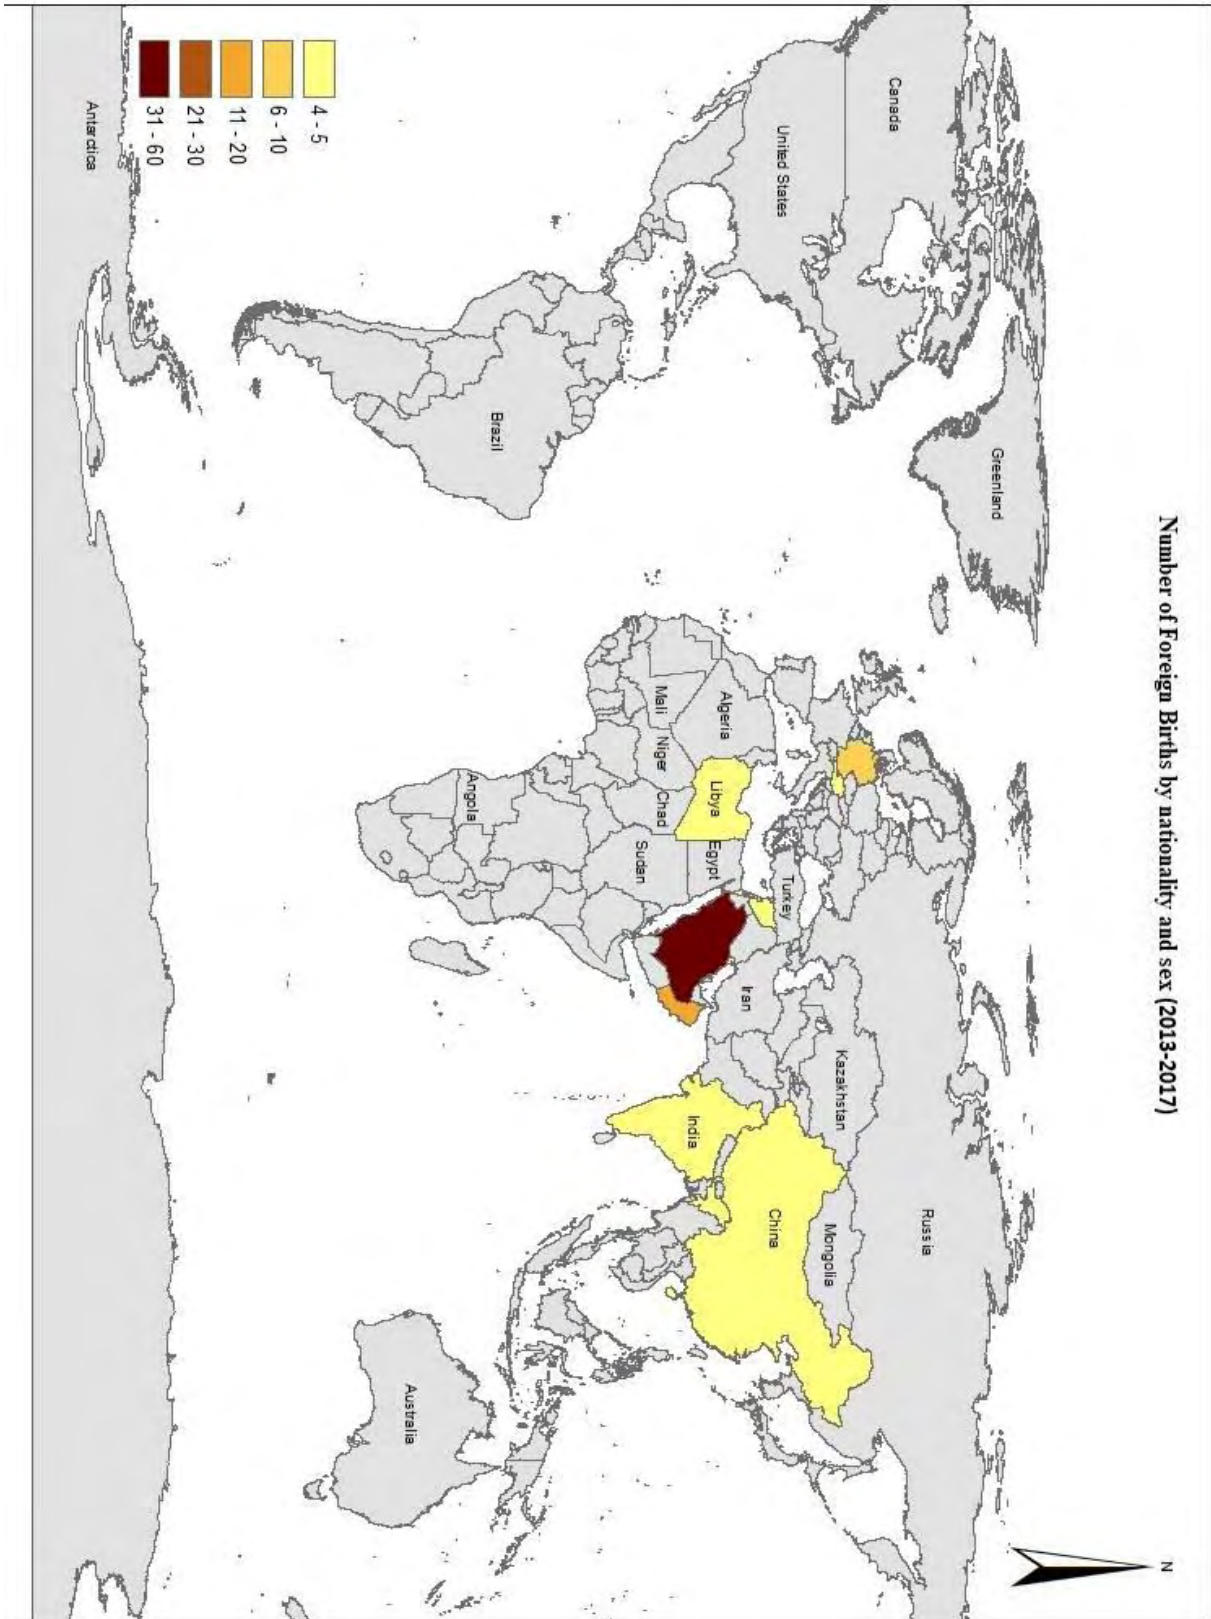 Number of Foreign Births by nationality and sex (2013-2017)
N
Greenland
Canada
Russia
United States
Kazakhstan
Mongolia
Turkey
China
Iran
Algeria
Libya
Egypt
India
Mali
Niger
Chad
Sudan
Brazil
Angola
Australia
4 - 5
6 - 10
11 - 20
21 - 30
31 - 60
Antarctica